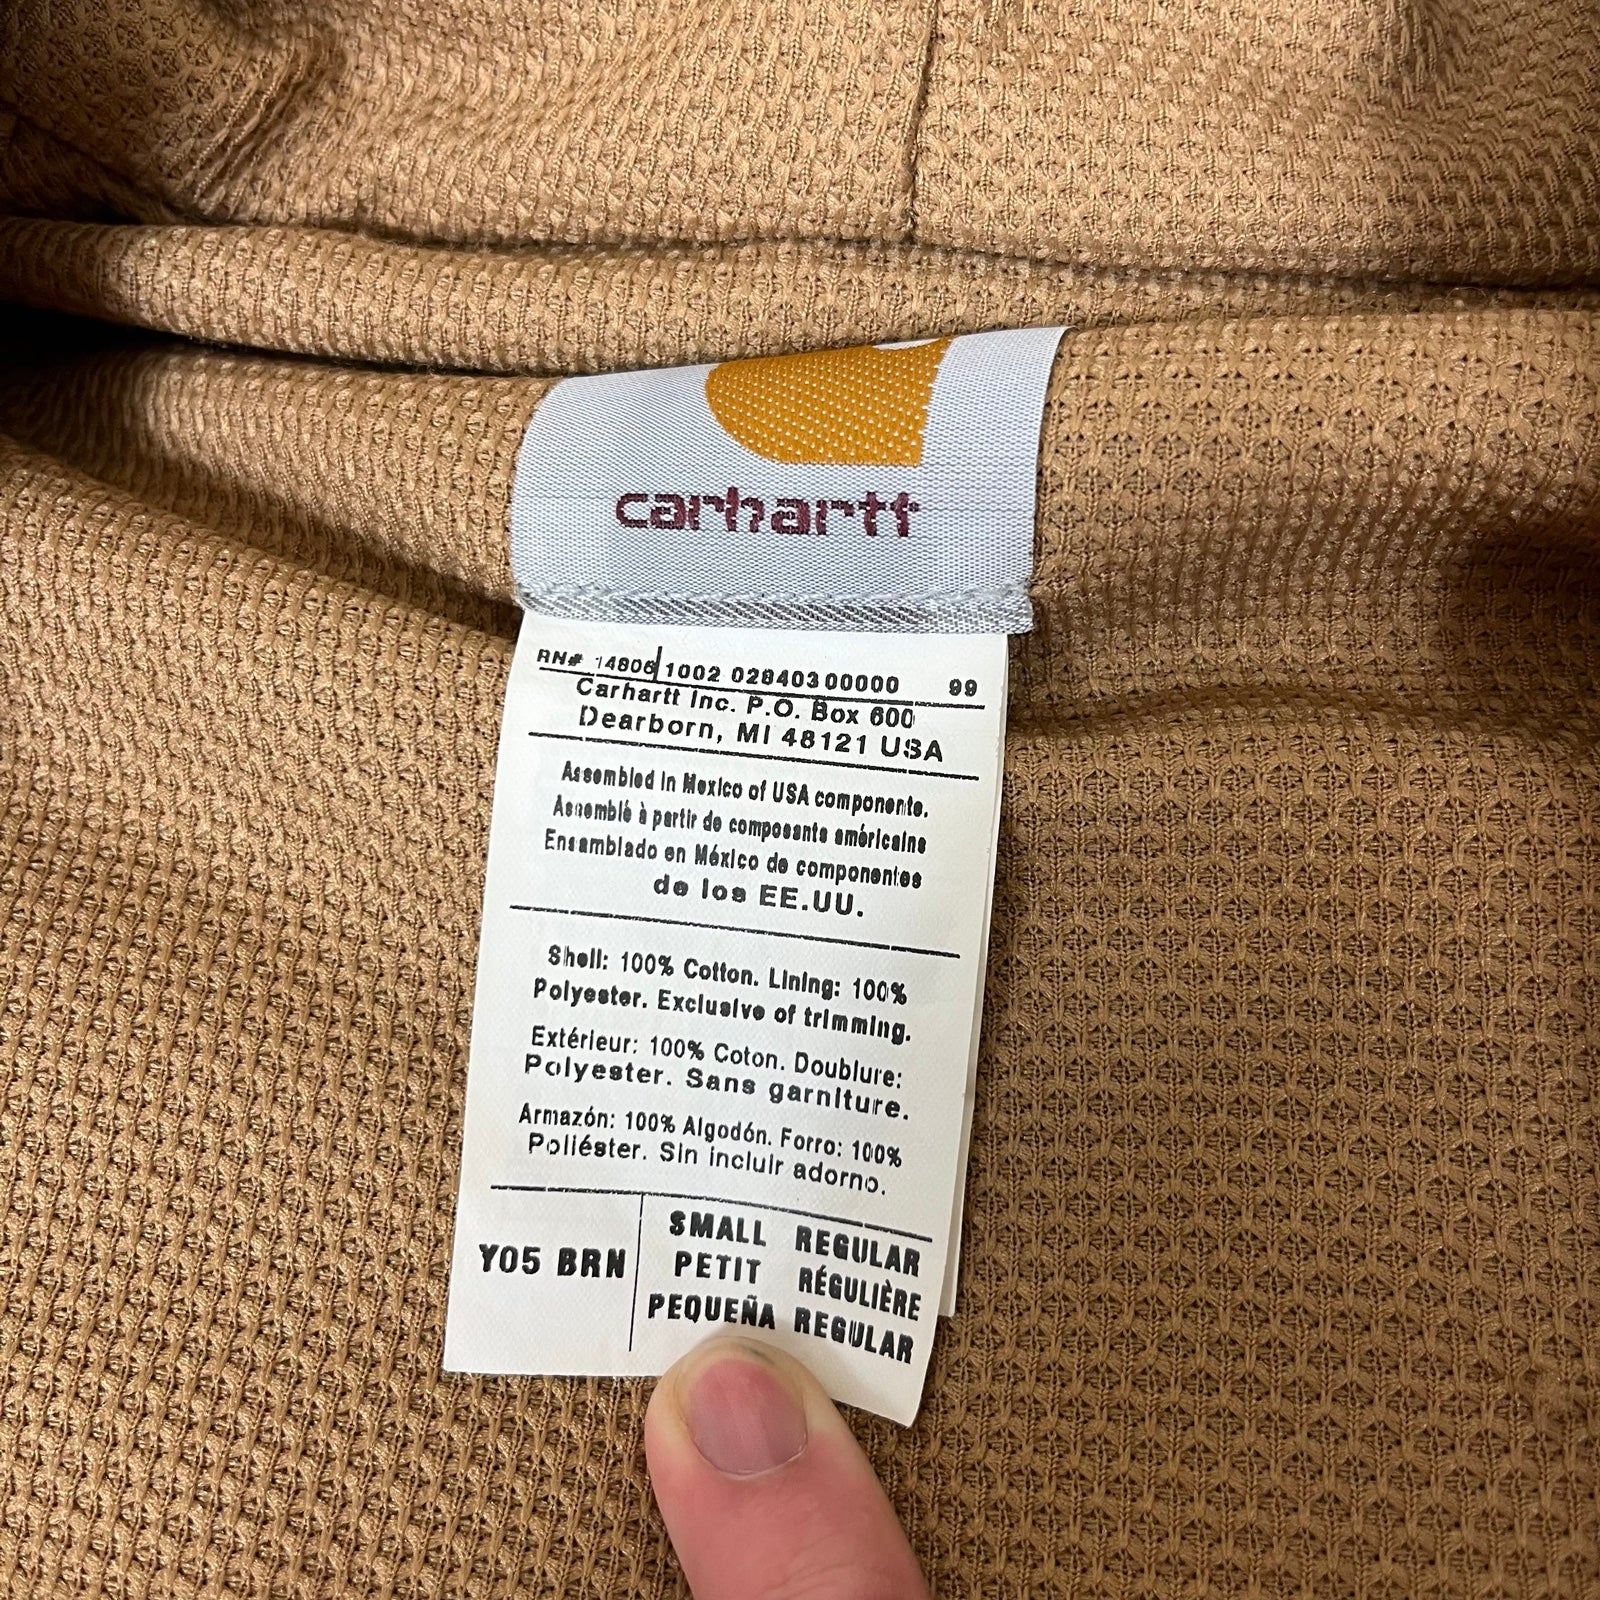 carhartt
RN# 14806 1002 02840300000 99
Carhartt Inc. P.O. Box 600
Dearborn, MI 48121 USA
Assembled in Mexico of USA components.
Assemblé à partir de composants américains
Ensamblado en México de componentes
de los EE.UU.
Shell: 100% Cotton. Lining: 100%
Polyester. Exclusive of trimming.
Extérieur: 100% Coton. Doublure:
Polyester. Sans garniture.
Armazón: 100% Algodón. Forro: 100%
Poliéster. Sin incluir adorno.
Y05 BRN
SMALL REGULAR
PETIT RÉGULIÈRE
PEQUEÑA REGULAR